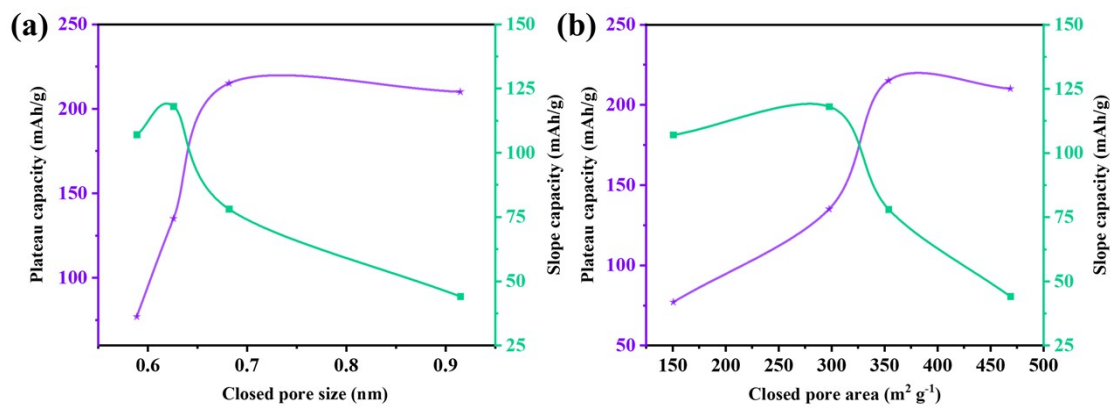 (a)
250
200
150
100
Plateau capacity (mAh/g)
150
125
100
75
50
25
Slope capacity (mAh/g)
0.6 0.7 0.8 0.9
Closed pore size (nm)
(b)
250
200
150
100
50
Plateau capacity (mAh/g)
150
125
100
75
50
25
Slope capacity (mAh/g)
150 200 250 300 350 400 450 500
Closed pore area (m² g⁻¹)